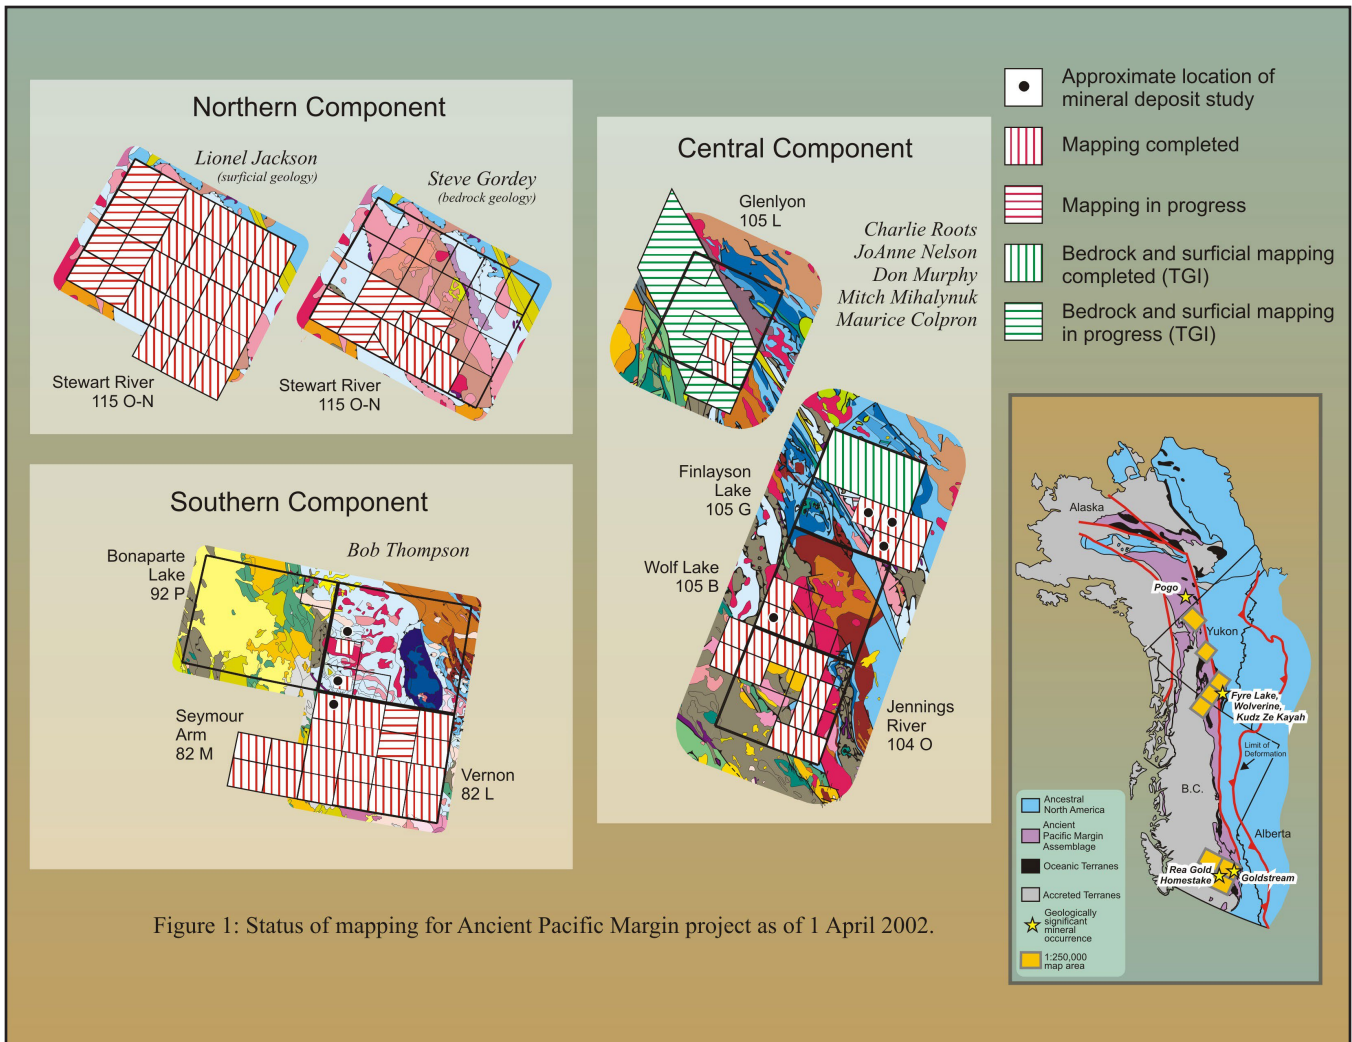 Northern Component
Lionel Jackson
(surficial geology)
Steve Gordey
(bedrock geology)
Stewart River
115 O-N
Stewart River
115 O-N
Southern Component
Bob Thompson
Bonaparte
Lake
92 P
Seymour
Arm
82 M
Vernon
82 L
Central Component
Glenlyon
105 L
Charlie Roots
JoAnne Nelson
Don Murphy
Mitch Mihalynuk
Maurice Colpron
Finlayson
Lake
105 G
Wolf Lake
105 B
Jennings
River
104 O
Approximate location of
mineral deposit study
Mapping completed
Mapping in progress
Bedrock and surficial mapping
completed (TGI)
Bedrock and surficial mapping
in progress (TGI)
Alaska
Pogo
Yukon
Fyre Lake,
Wolverine,
Kudz Ze Kayah
Limit of
Deformation
B.C.
Alberta
Rea Gold
Homestake
Goldstream
Ancestral
North America
Ancient
Pacific Margin
Assemblage
Oceanic Terranes
Accreted Terranes
Geologically
significant
mineral
occurrence
1:250,000
map area
Figure 1: Status of mapping for Ancient Pacific Margin project as of 1 April 2002.